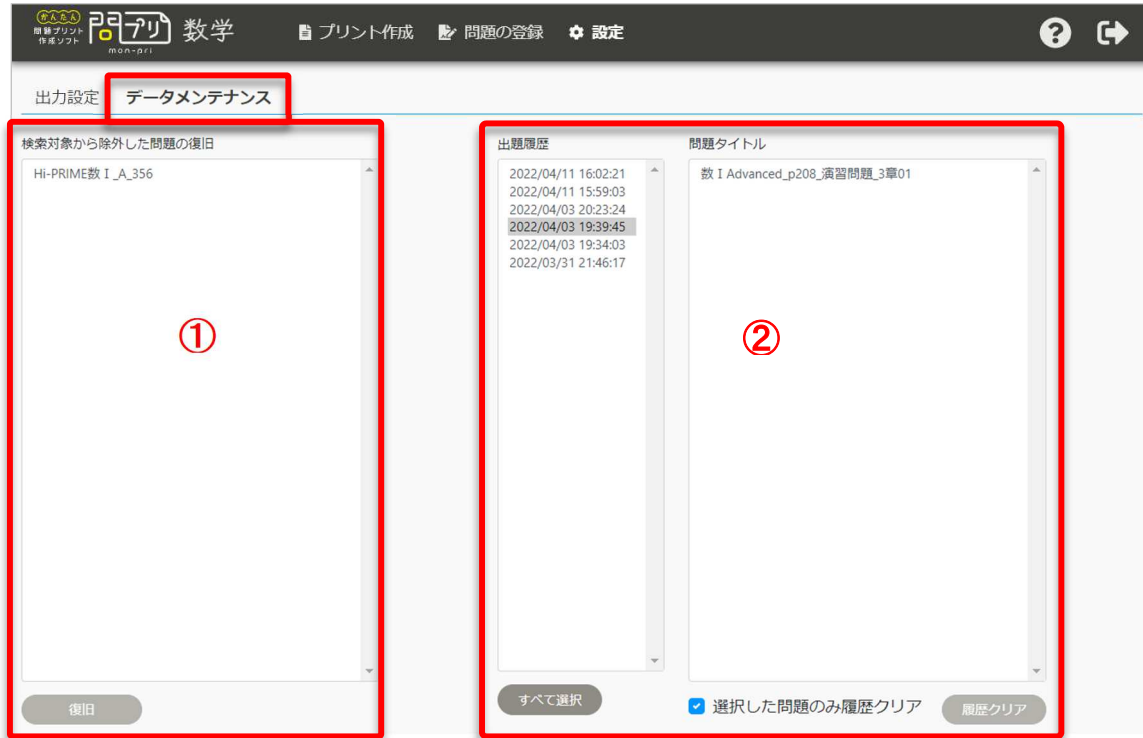 かんたん
問題プリント
作成ソフト
問プリ
mon-pri
数学
プリント作成
問題の登録
設定
?
出力設定
データメンテナンス
検索対象から除外した問題の復旧
Hi-PRIME数Ⅰ_A_356
①
復旧
出題履歴
2022/04/11 16:02:21
2022/04/11 15:59:03
2022/04/03 20:23:24
2022/04/03 19:39:45
2022/04/03 19:34:03
2022/03/31 21:46:17
すべて選択
問題タイトル
数Ⅰ Advanced_p208_演習問題_3章01
②
選択した問題のみ履歴クリア
履歴クリア